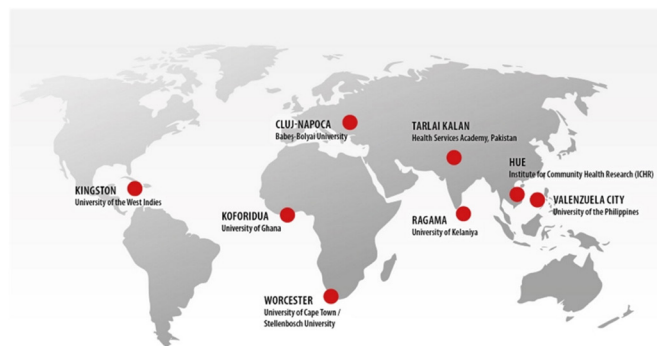 CLUJ-NAPOCA
Babeş-Bolyai University
TARLAI KALAN
Health Services Academy, Pakistan
HUE
Institute for Community Health Research (ICHR)
KINGSTON
University of the West Indies
VALENZUELA CITY
University of the Philippines
KOFORIDUA
University of Ghana
RAGAMA
University of Kelaniya
WORCESTER
University of Cape Town /
Stellenbosch University